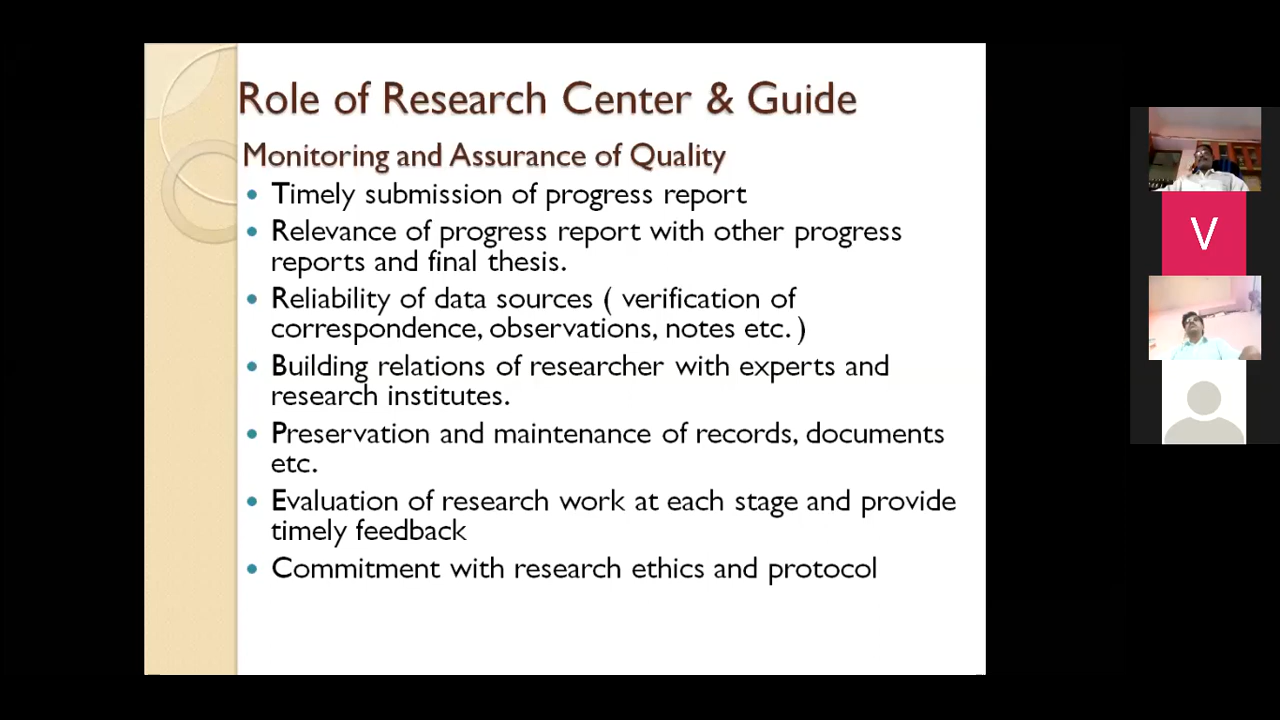 Role of Research Center & Guide
Monitoring and Assurance of Quality
• Timely submission of progress report
• Relevance of progress report with other progress
reports and final thesis.
• Reliability of data sources ( verification of
correspondence, observations, notes etc. )
• Building relations of researcher with experts and
research institutes.
• Preservation and maintenance of records, documents
etc.
• Evaluation of research work at each stage and provide
timely feedback
• Commitment with research ethics and protocol
V